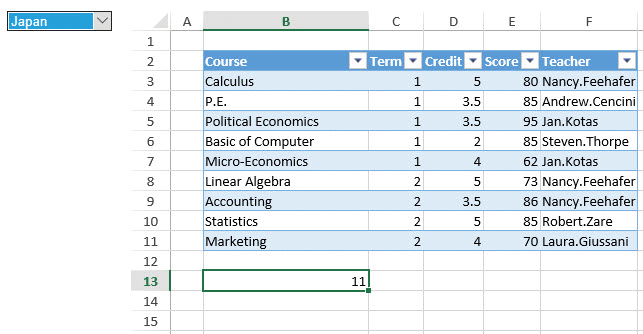 Japan
A B C D E F
1
2 Course Term Credit Score Teacher
3 Calculus 1 5 80 Nancy.Feehafer
4 P.E. 1 3.5 85 Andrew.Cencini
5 Political Economics 1 3.5 95 Jan.Kotas
6 Basic of Computer 1 2 85 Steven.Thorpe
7 Micro-Economics 1 4 62 Jan.Kotas
8 Linear Algebra 2 5 73 Nancy.Feehafer
9 Accounting 2 3.5 86 Nancy.Feehafer
10 Statistics 2 5 85 Robert.Zare
11 Marketing 2 4 70 Laura.Giussani
12
13 11
14
15